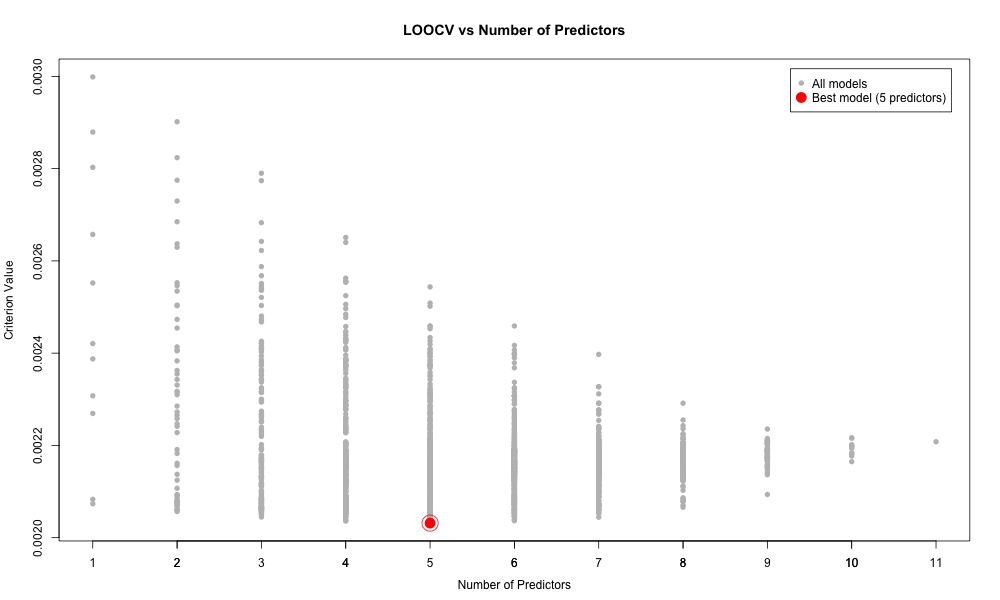 LOOCV vs Number of Predictors
All models
Best model (5 predictors)
Criterion Value
0.0030
0.0028
0.0026
0.0024
0.0022
0.0020
1 2 3 4 5 6 7 8 9 10 11
Number of Predictors